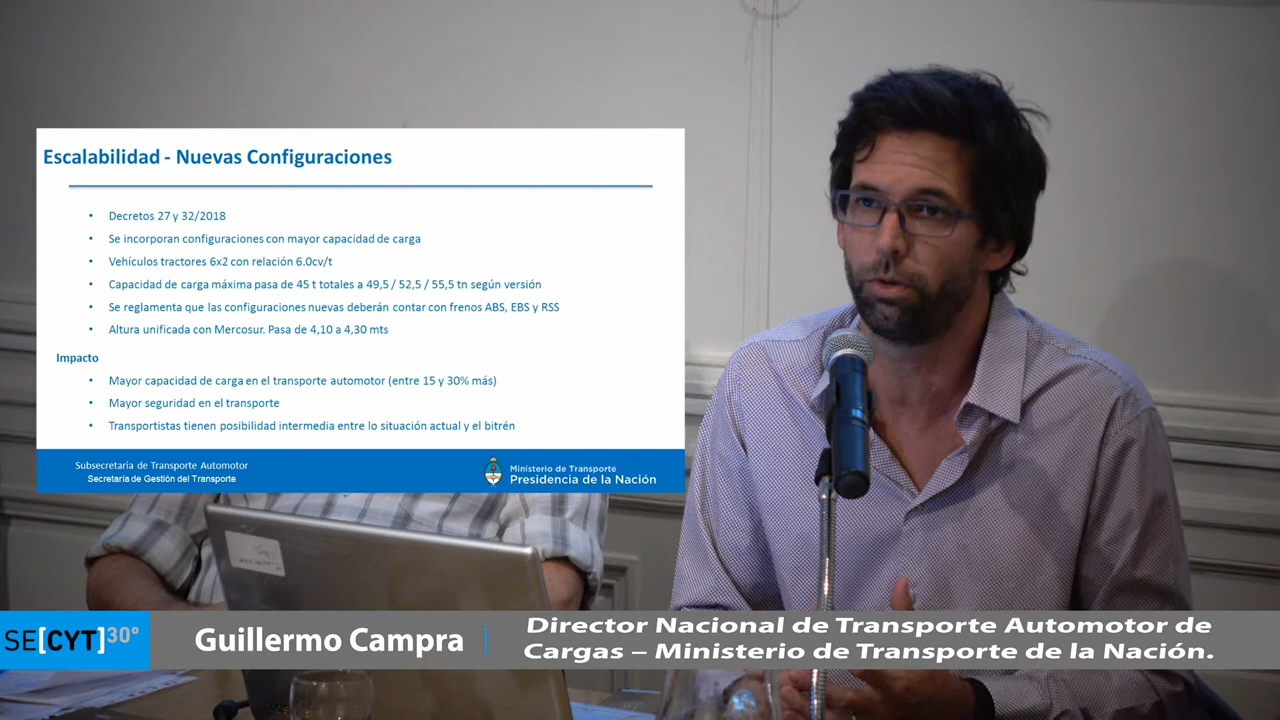 Escalabilidad - Nuevas Configuraciones
• Decretos 27 y 32/2018
• Se incorporan configuraciones con mayor capacidad de carga
• Vehículos tractores 6x2 con relación 6.0cv/t
• Capacidad de carga máxima pasa de 45 t totales a 49,5 / 52,5 / 55,5 tn según versión
• Se reglamenta que las configuraciones nuevas deberán contar con frenos ABS, EBS y RSS
• Altura unificada con Mercosur. Pasa de 4,10 a 4,30 mts
Impacto
• Mayor capacidad de carga en el transporte automotor (entre 15 y 30% más)
• Mayor seguridad en el transporte
• Transportistas tienen posibilidad intermedia entre lo situación actual y el bitrén
Subsecretaria de Transporte Automotor
Secretaría de Gestión del Transporte
Ministerio de Transporte
Presidencia de la Nación
SE[CYT]30°
Guillermo Campra
Director Nacional de Transporte Automotor de
Cargas – Ministerio de Transporte de la Nación.